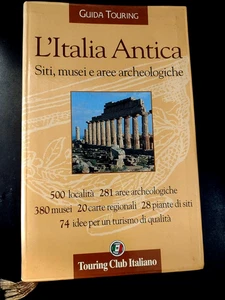 GUIDA TOURING
L'Italia Antica
Siti, musei e aree archeologiche
500 località 281 aree archeologiche
380 musei 20 carte regionali 28 piante di siti
74 idee per un turismo di qualità
Touring Club Italiano